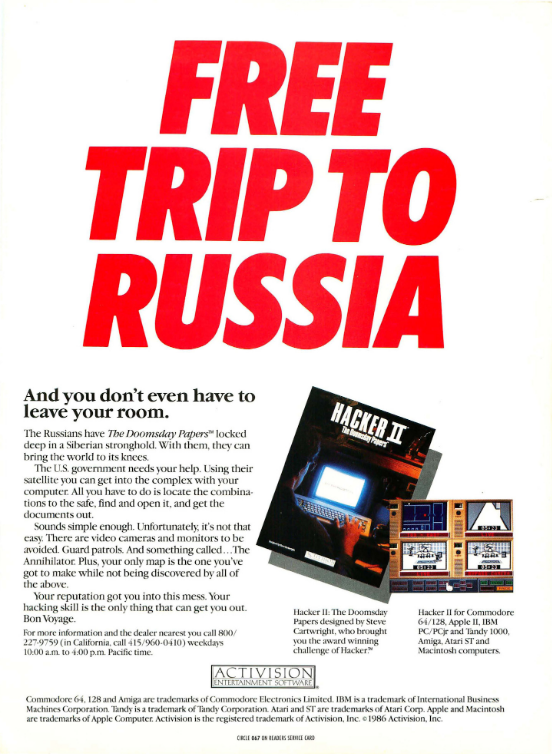 FREE
TRIP TO
RUSSIA
And you don't even have to
leave your room.
The Russians have The Doomsday Papers™ locked
deep in a Siberian stronghold. With them, they can
bring the world to its knees.
The U.S. government needs your help. Using their
satellite you can get into the complex with your
computer. All you have to do is locate the combina-
tions to the safe, find and open it, and get the
documents out.
Sounds simple enough. Unfortunately, it's not that
easy. There are video cameras and monitors to be
avoided. Guard patrols. And something called...The
Annihilator. Plus, your only map is the one you've
got to make while not being discovered by all of
the above.
Your reputation got you into this mess. Your
hacking skill is the only thing that can get you out.
Bon Voyage.
For more information and the dealer nearest you call 800/
227-9759 (in California, call 415/960-0410) weekdays
10:00 a.m. to 4:00 p.m. Pacific time.
HACKER II™
The Doomsday Papers™
Hacker II: The Doomsday
Papers designed by Steve
Cartwright, who brought
you the award winning
challenge of Hacker.™
Hacker II for Commodore
64/128, Apple II, IBM
PC/PCjr and Tandy 1000,
Amiga, Atari ST and
Macintosh computers.
ACTIVISION
ENTERTAINMENT SOFTWARE
Commodore 64, 128 and Amiga are trademarks of Commodore Electronics Limited. IBM is a trademark of International Business
Machines Corporation. Tandy is a trademark of Tandy Corporation. Atari and ST are trademarks of Atari Corp. Apple and Macintosh
are trademarks of Apple Computer. Activision is the registered trademark of Activision, Inc. ©1986 Activision, Inc.
CIRCLE 067 ON READERS SERVICE CARD